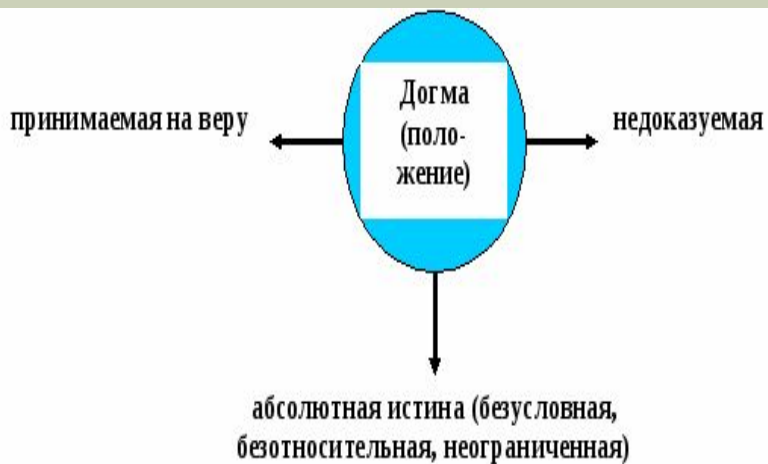 Догма
(поло-
жение)
принимаемая на веру
недоказуемая
абсолютная истина (безусловная,
безотносительная, неограниченная)